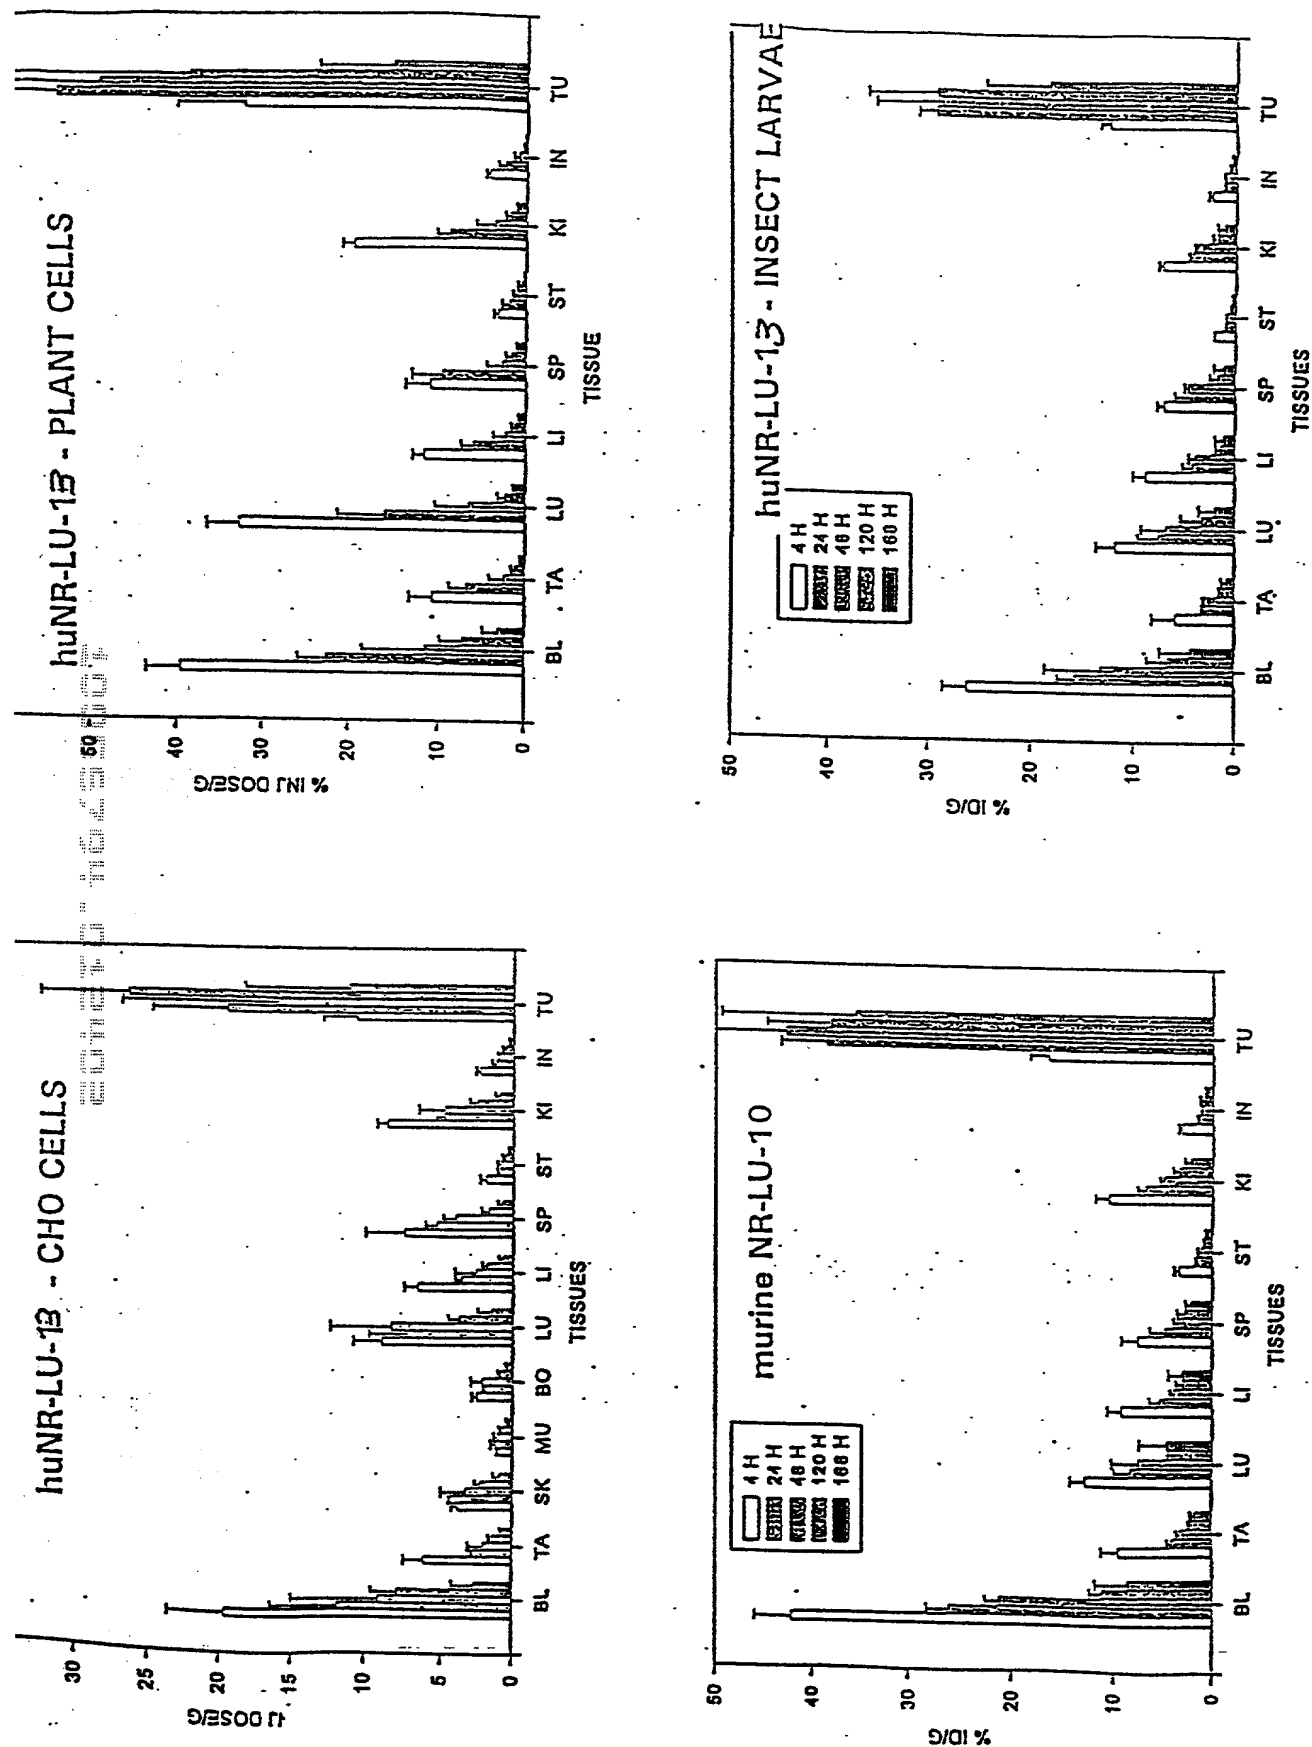 huNR-LU-13 - CHO CELLS
30
25
20
15
10
5
0
BL TA SK MU BO LU LI SP ST KI IN TU
TISSUES
huNR-LU-13 - PLANT CELLS
% INJ DOSE/G
50
40
30
20
10
0
BL TA LU LI SP ST KI IN TU
TISSUE
murine NR-LU-10
4 H
24 H
48 H
120 H
168 H
% ID/G
50
40
30
20
10
0
BL TA LU LI SP ST KI IN TU
TISSUES
huNR-LU-13 - INSECT LARVAE
4 H
24 H
48 H
120 H
160 H
% ID/G
50
40
30
20
10
0
BL TA LU LI SP ST KI IN TU
TISSUES